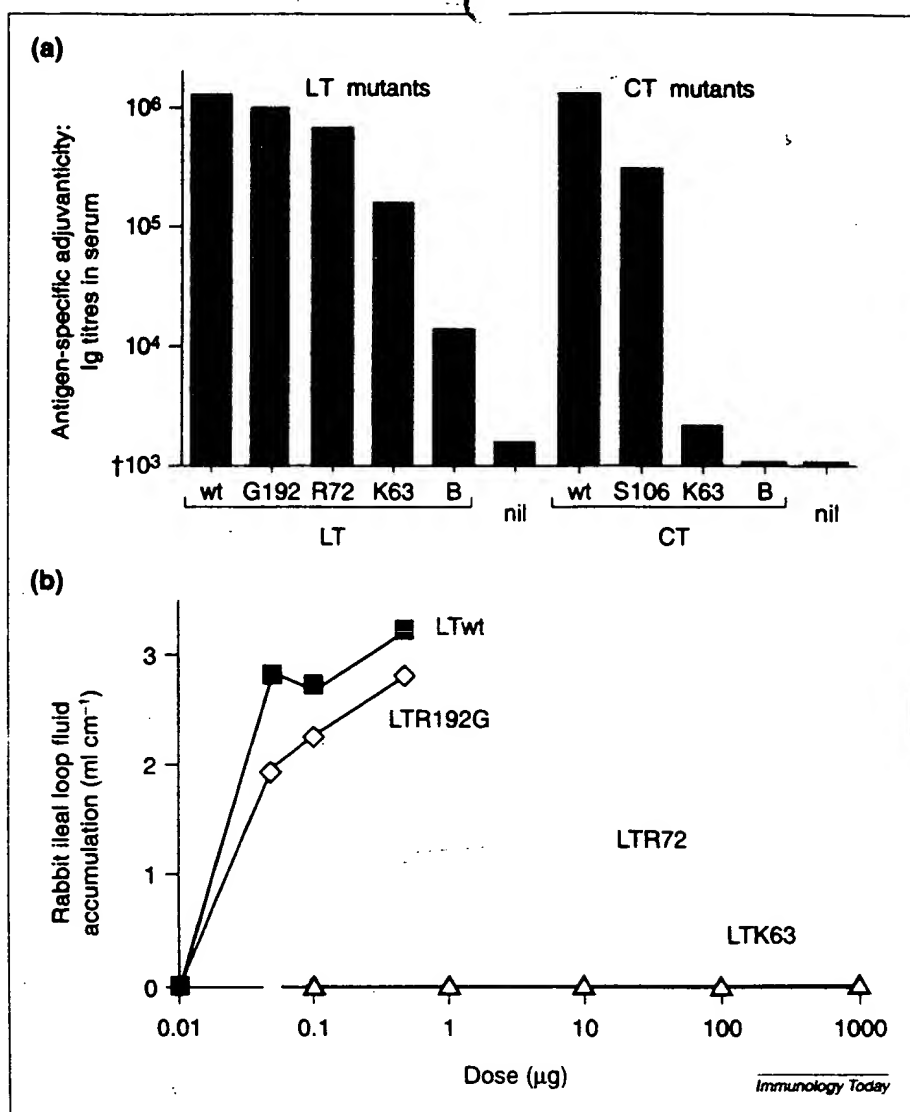 (a)
LT mutants
CT mutants
Antigen-specific adjuvanticity:
Ig titres in serum
10⁶
10⁵
10⁴
†10³
wt G192 R72 K63 B nil wt S106 K63 B nil
LT CT
(b)
Rabbit ileal loop fluid
accumulation (ml cm⁻¹)
3
2
1
0
LTwt
LTR192G
LTR72
LTK63
0.01 0.1 1 10 100 1000
Dose (µg)
Immunology Today